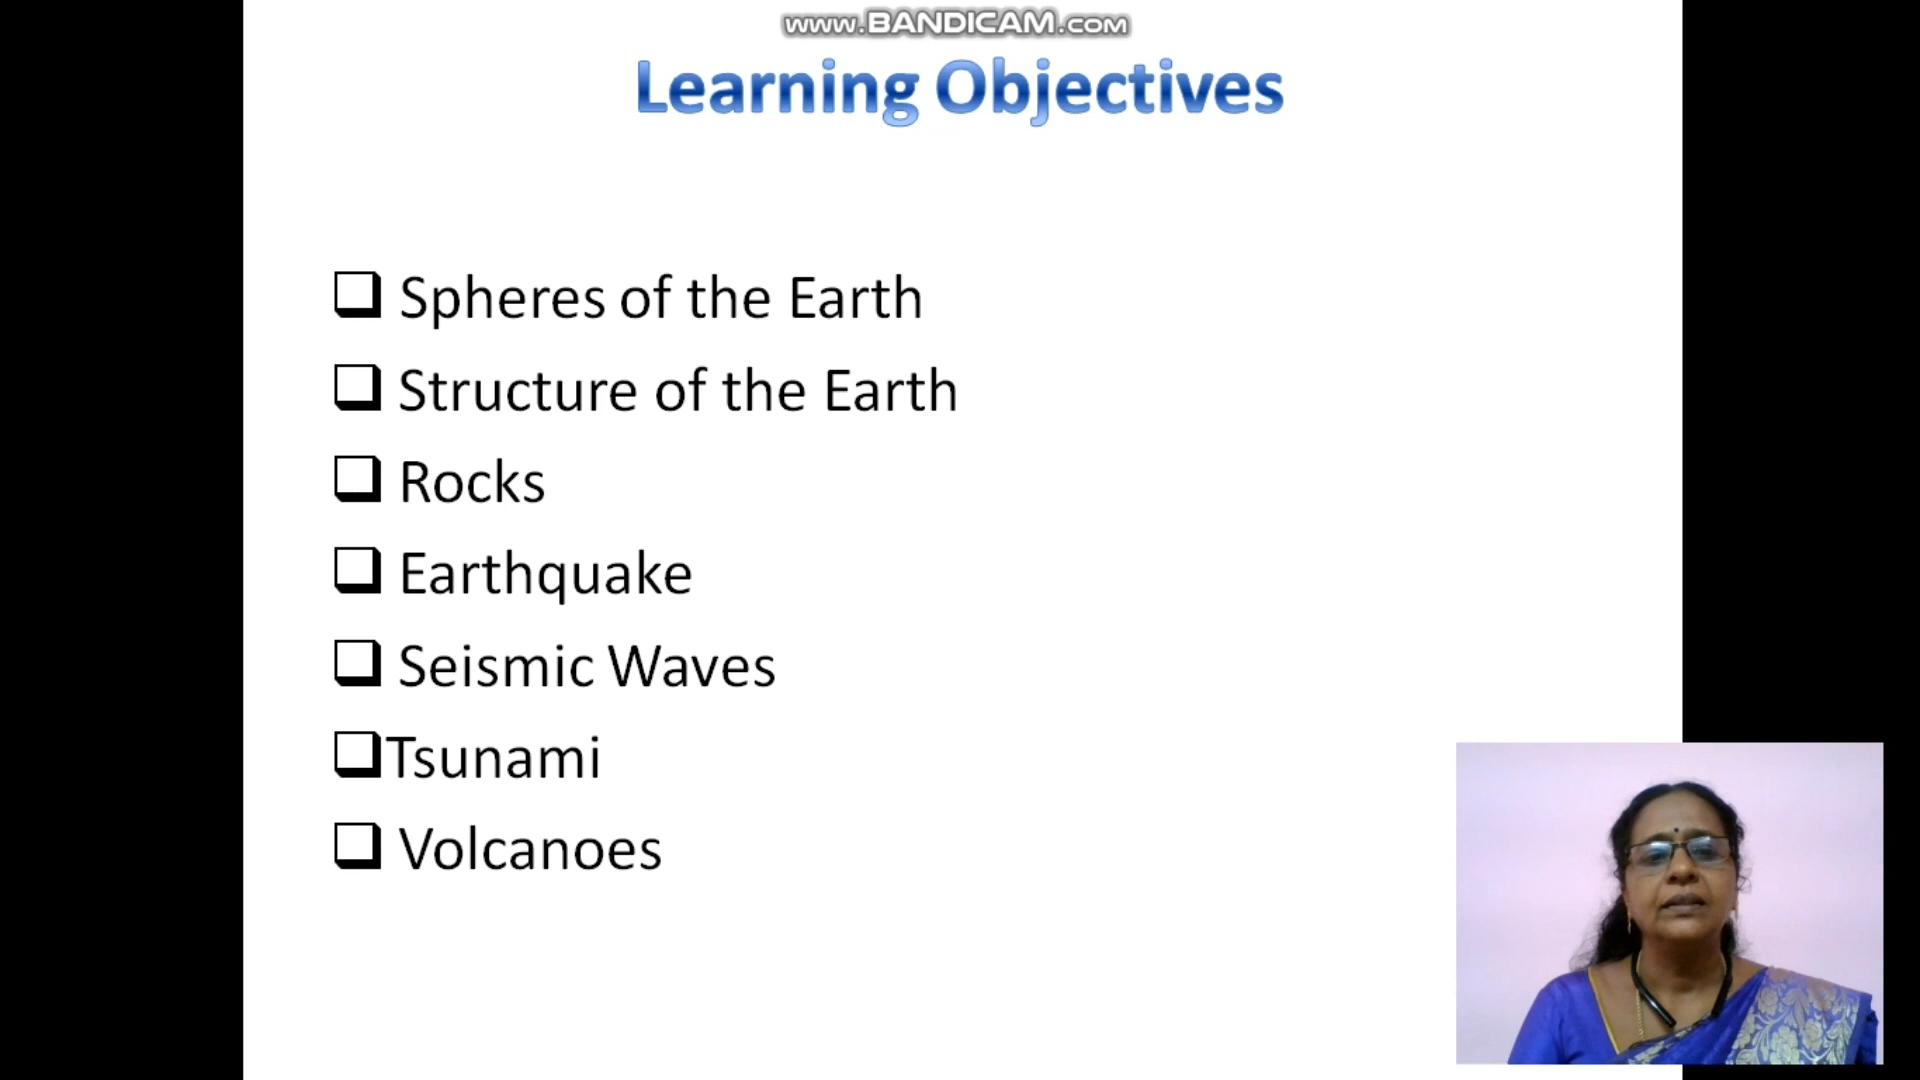 www.BANDICAM.com
Learning Objectives
Spheres of the Earth
Structure of the Earth
Rocks
Earthquake
Seismic Waves
Tsunami
Volcanoes